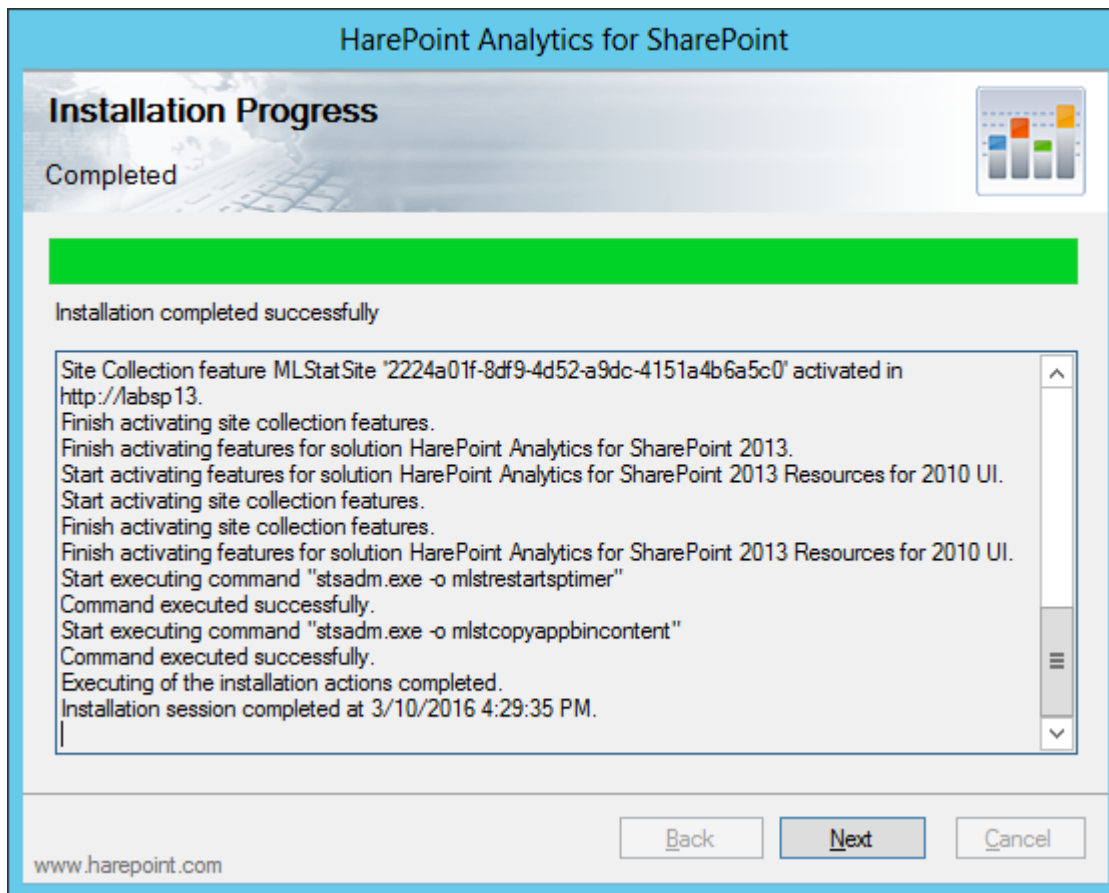 HarePoint Analytics for SharePoint
Installation Progress
Completed
Installation completed successfully
Site Collection feature MLStatSite '2224a01f-8df9-4d52-a9dc-4151a4b6a5c0' activated in
http://labsp13.
Finish activating site collection features.
Finish activating features for solution HarePoint Analytics for SharePoint 2013.
Start activating features for solution HarePoint Analytics for SharePoint 2013 Resources for 2010 UI.
Start activating site collection features.
Finish activating site collection features.
Finish activating features for solution HarePoint Analytics for SharePoint 2013 Resources for 2010 UI.
Start executing command "stsadm.exe -o mlstrestartsptimer"
Command executed successfully.
Start executing command "stsadm.exe -o mlstcopyappbincontent"
Command executed successfully.
Executing of the installation actions completed.
Installation session completed at 3/10/2016 4:29:35 PM.
Back Next Cancel
www.harepoint.com